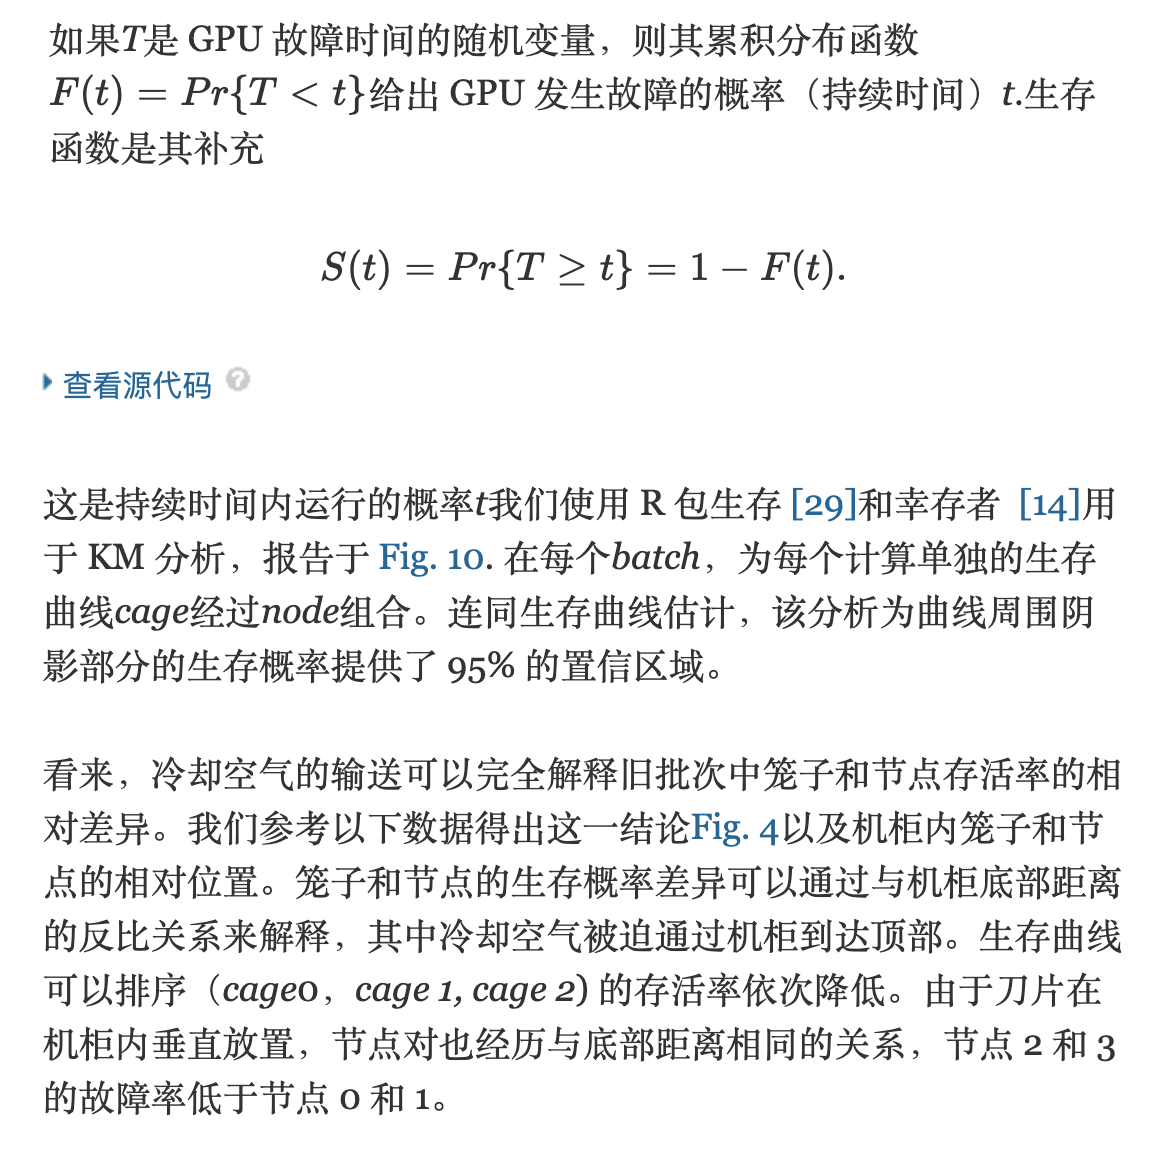 如果T是 GPU 故障时间的随机变量，则其累积分布函数
F(t) = Pr{T < t}给出 GPU 发生故障的概率（持续时间）t.生存
函数是其补充
S(t) = Pr{T ≥ t} = 1 − F(t).
查看源代码 ?
这是持续时间内运行的概率t我们使用 R 包生存 [29]和幸存者 [14]用
于 KM 分析，报告于 Fig. 10. 在每个batch，为每个计算单独的生存
曲线cage经过node组合。连同生存曲线估计，该分析为曲线周围阴
影部分的生存概率提供了 95% 的置信区域。
看来，冷却空气的输送可以完全解释旧批次中笼子和节点存活率的相
对差异。我们参考以下数据得出这一结论Fig. 4以及机柜内笼子和节
点的相对位置。笼子和节点的生存概率差异可以通过与机柜底部距离
的反比关系来解释，其中冷却空气被迫通过机柜到达顶部。生存曲线
可以排序（cage0，cage 1, cage 2) 的存活率依次降低。由于刀片在
机柜内垂直放置，节点对也经历与底部距离相同的关系，节点 2 和 3
的故障率低于节点 0 和 1。